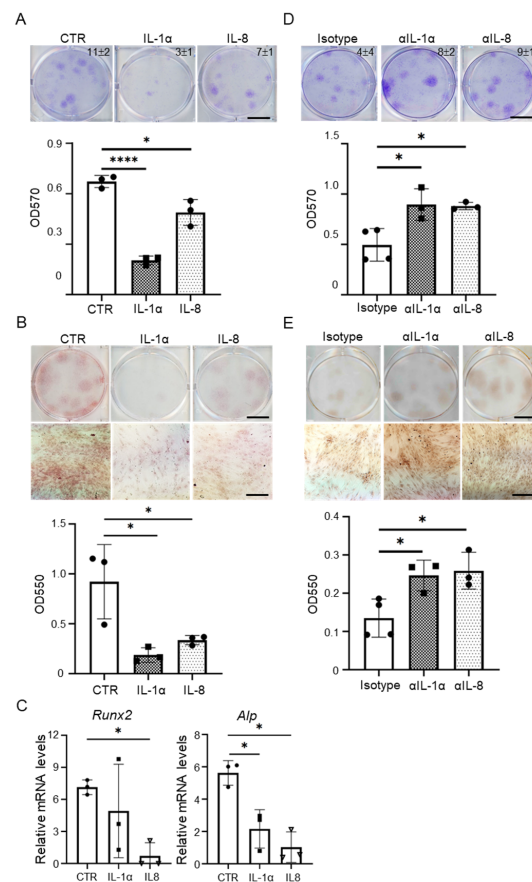 A
CTR IL-1α IL-8
11±2 3±1 7±1
0.9
0.6
0.3
0
OD570
****
*
CTR IL-1α IL-8
D
Isotype αIL-1α αIL-8
4±4 8±2 9±1
1.5
1.0
0.5
0
OD570
*
*
Isotype αIL-1α αIL-8
B
CTR IL-1α IL-8
1.5
1.0
0.5
0
OD550
*
*
CTR IL-1α IL-8
E
Isotype αIL-1α αIL-8
0.4
0.3
0.2
0.1
0
OD550
*
*
Isotype αIL-1α αIL-8
C
Runx2
Relative mRNA levels
12
9
6
3
0
*
CTR IL-1α IL8
Alp
Relative mRNA levels
8
6
4
2
0
*
*
CTR IL-1α IL8